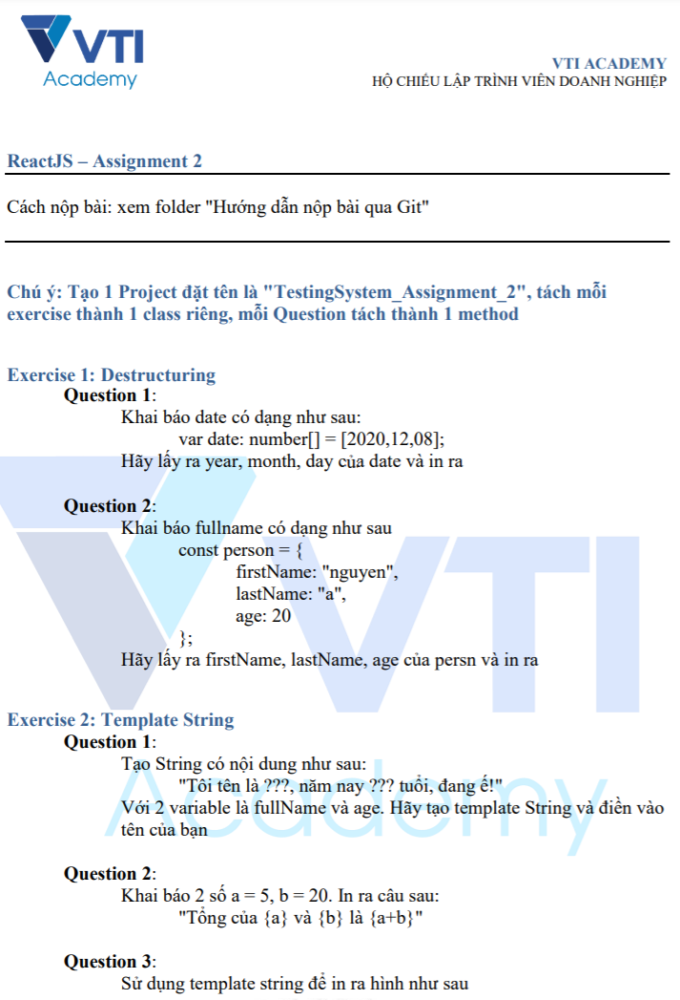 VTI
Academy
VTI ACADEMY
HỘ CHIẾU LẬP TRÌNH VIÊN DOANH NGHIỆP
ReactJS – Assignment 2
Cách nộp bài: xem folder "Hướng dẫn nộp bài qua Git"
Chú ý: Tạo 1 Project đặt tên là "TestingSystem_Assignment_2", tách mỗi
exercise thành 1 class riêng, mỗi Question tách thành 1 method
Exercise 1: Destructuring
Question 1:
Khai báo date có dạng như sau:
var date: number[] = [2020,12,08];
Hãy lấy ra year, month, day của date và in ra
Question 2:
Khai báo fullname có dạng như sau
const person = {
firstName: "nguyen",
lastName: "a",
age: 20
};
Hãy lấy ra firstName, lastName, age của persn và in ra
Exercise 2: Template String
Question 1:
Tạo String có nội dung như sau:
"Tôi tên là ???, năm nay ??? tuổi, đang ế!"
Với 2 variable là fullName và age. Hãy tạo template String và điền vào
tên của bạn
Question 2:
Khai báo 2 số a = 5, b = 20. In ra câu sau:
"Tổng của {a} và {b} là {a+b}"
Question 3:
Sử dụng template string để in ra hình như sau
VTI
Academy